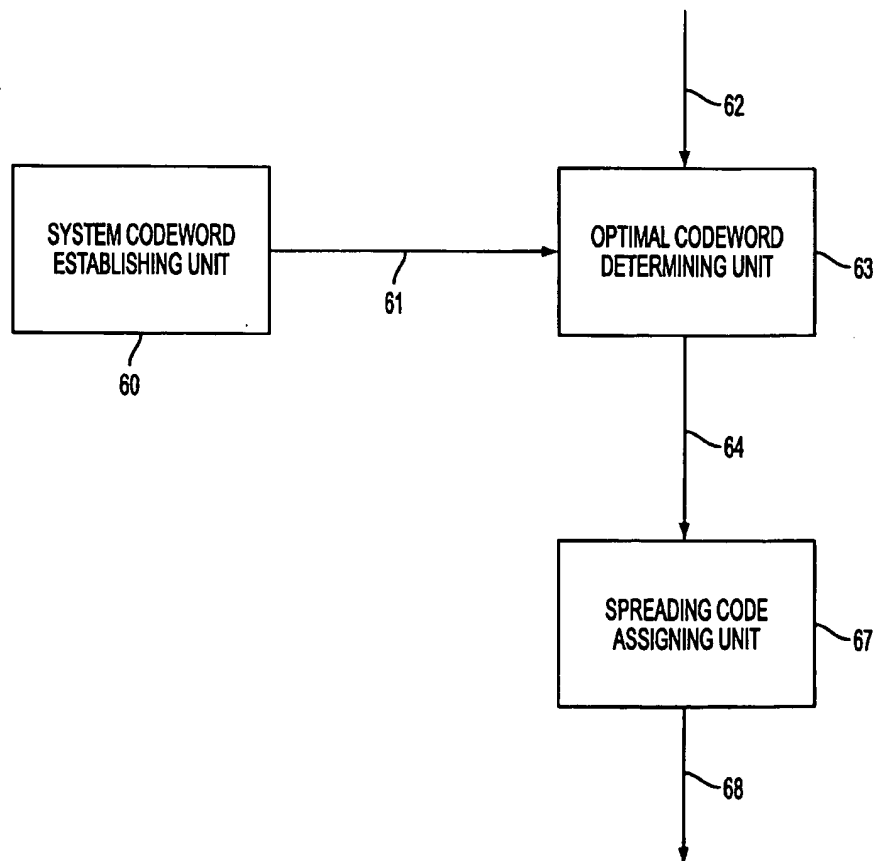 62
SYSTEM CODEWORD
ESTABLISHING UNIT
OPTIMAL CODEWORD
DETERMINING UNIT
63
61
60
64
SPREADING CODE
ASSIGNING UNIT
67
68